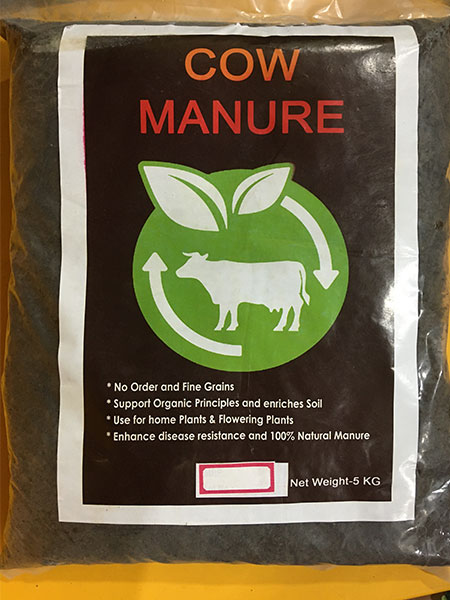 COW
MANURE
* No Order and Fine Grains
* Support Organic Principles and enriches Soil
* Use for home Plants & Flowering Plants
* Enhance disease resistance and 100% Natural Manure
Net Weight-5 KG